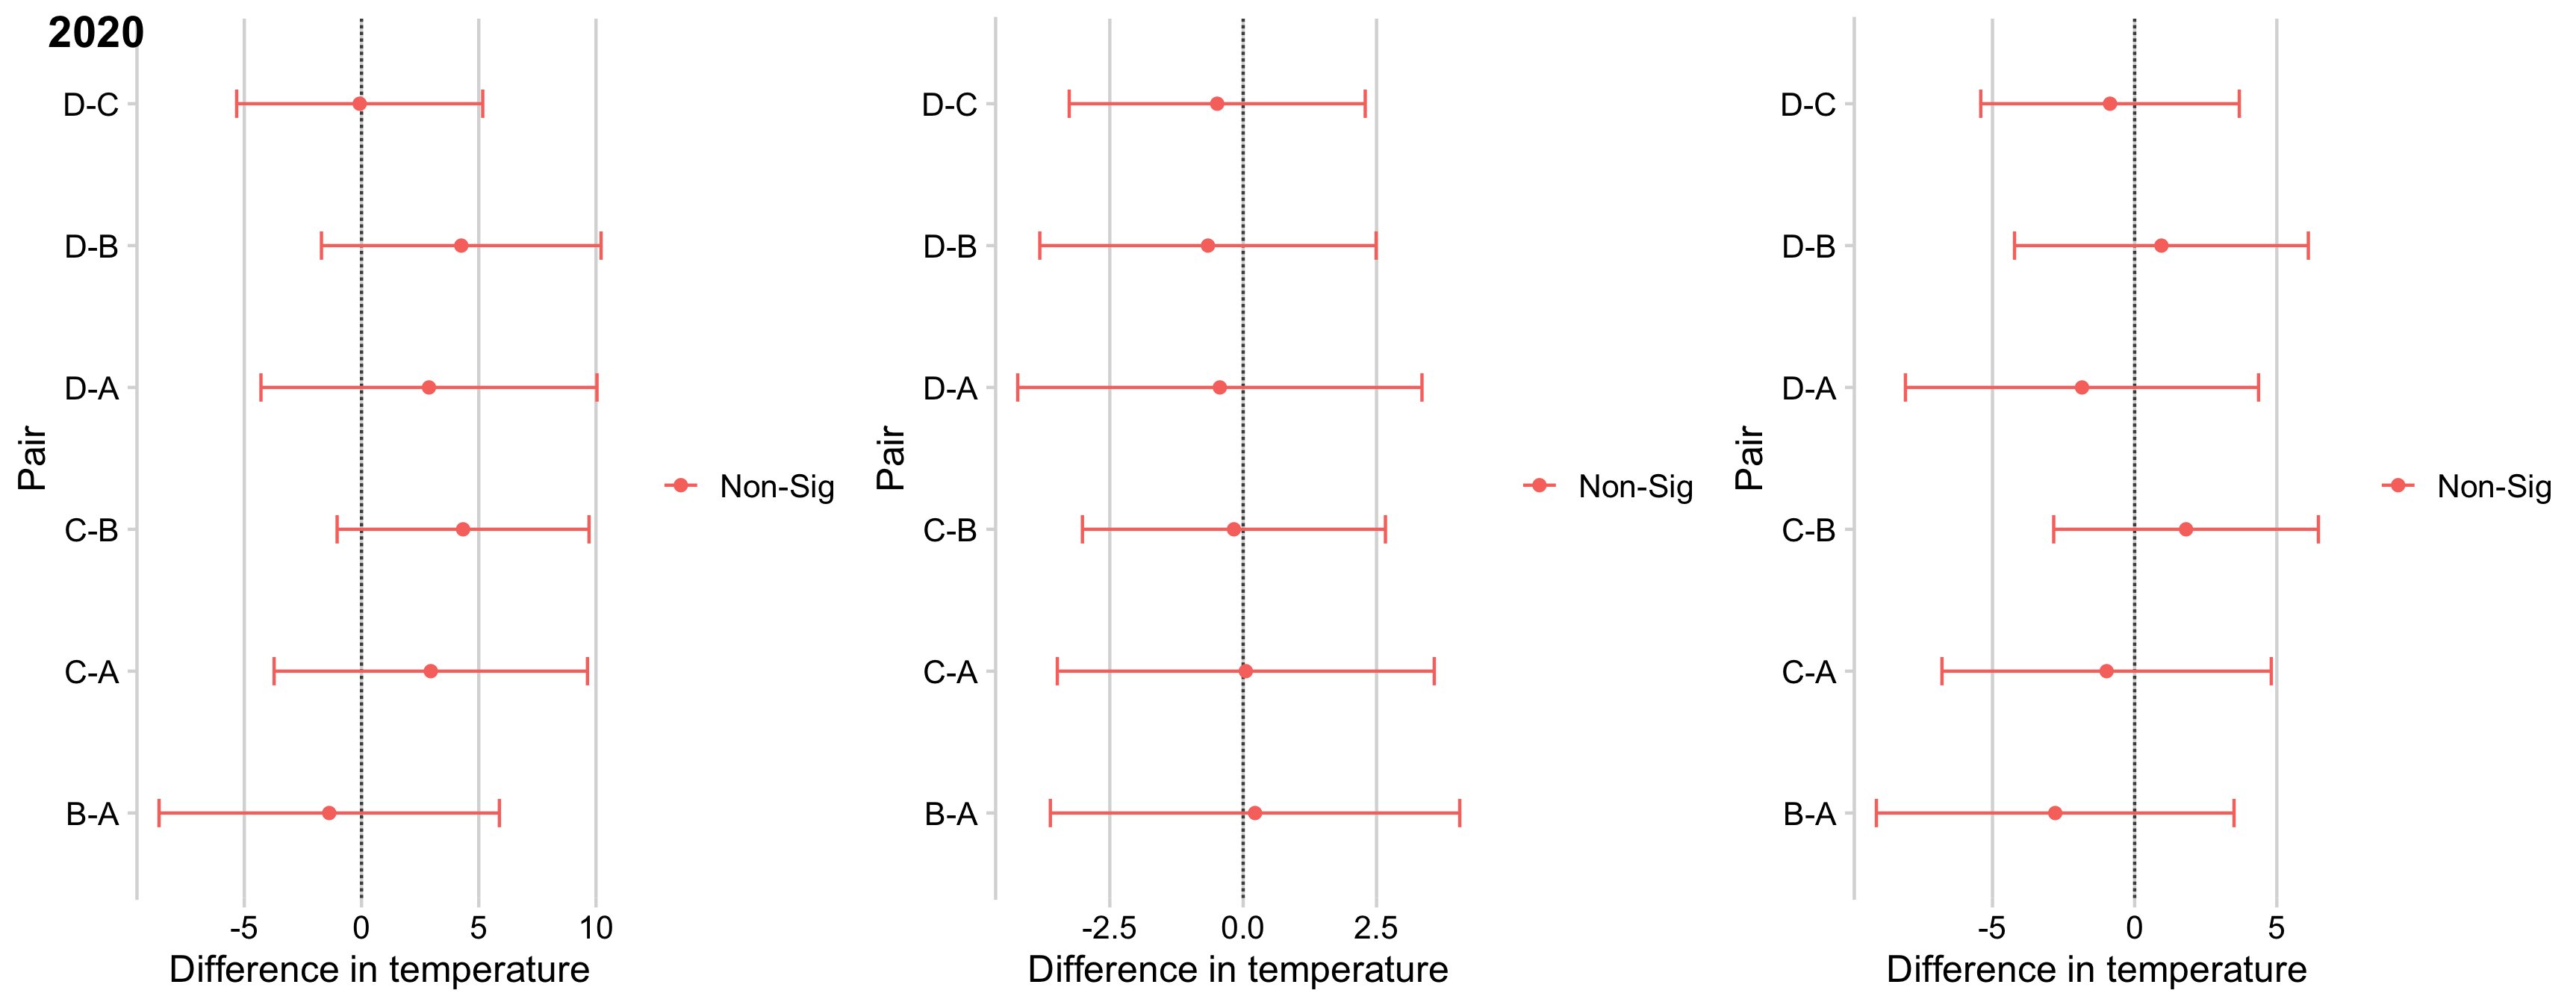 2020
D-C
D-B
D-A
C-B
C-A
B-A
Pair
-5 0 5 10
Difference in temperature
Non-Sig
D-C
D-B
D-A
C-B
C-A
B-A
Pair
-2.5 0.0 2.5
Difference in temperature
Non-Sig
D-C
D-B
D-A
C-B
C-A
B-A
Pair
-5 0 5
Difference in temperature
Non-Sig